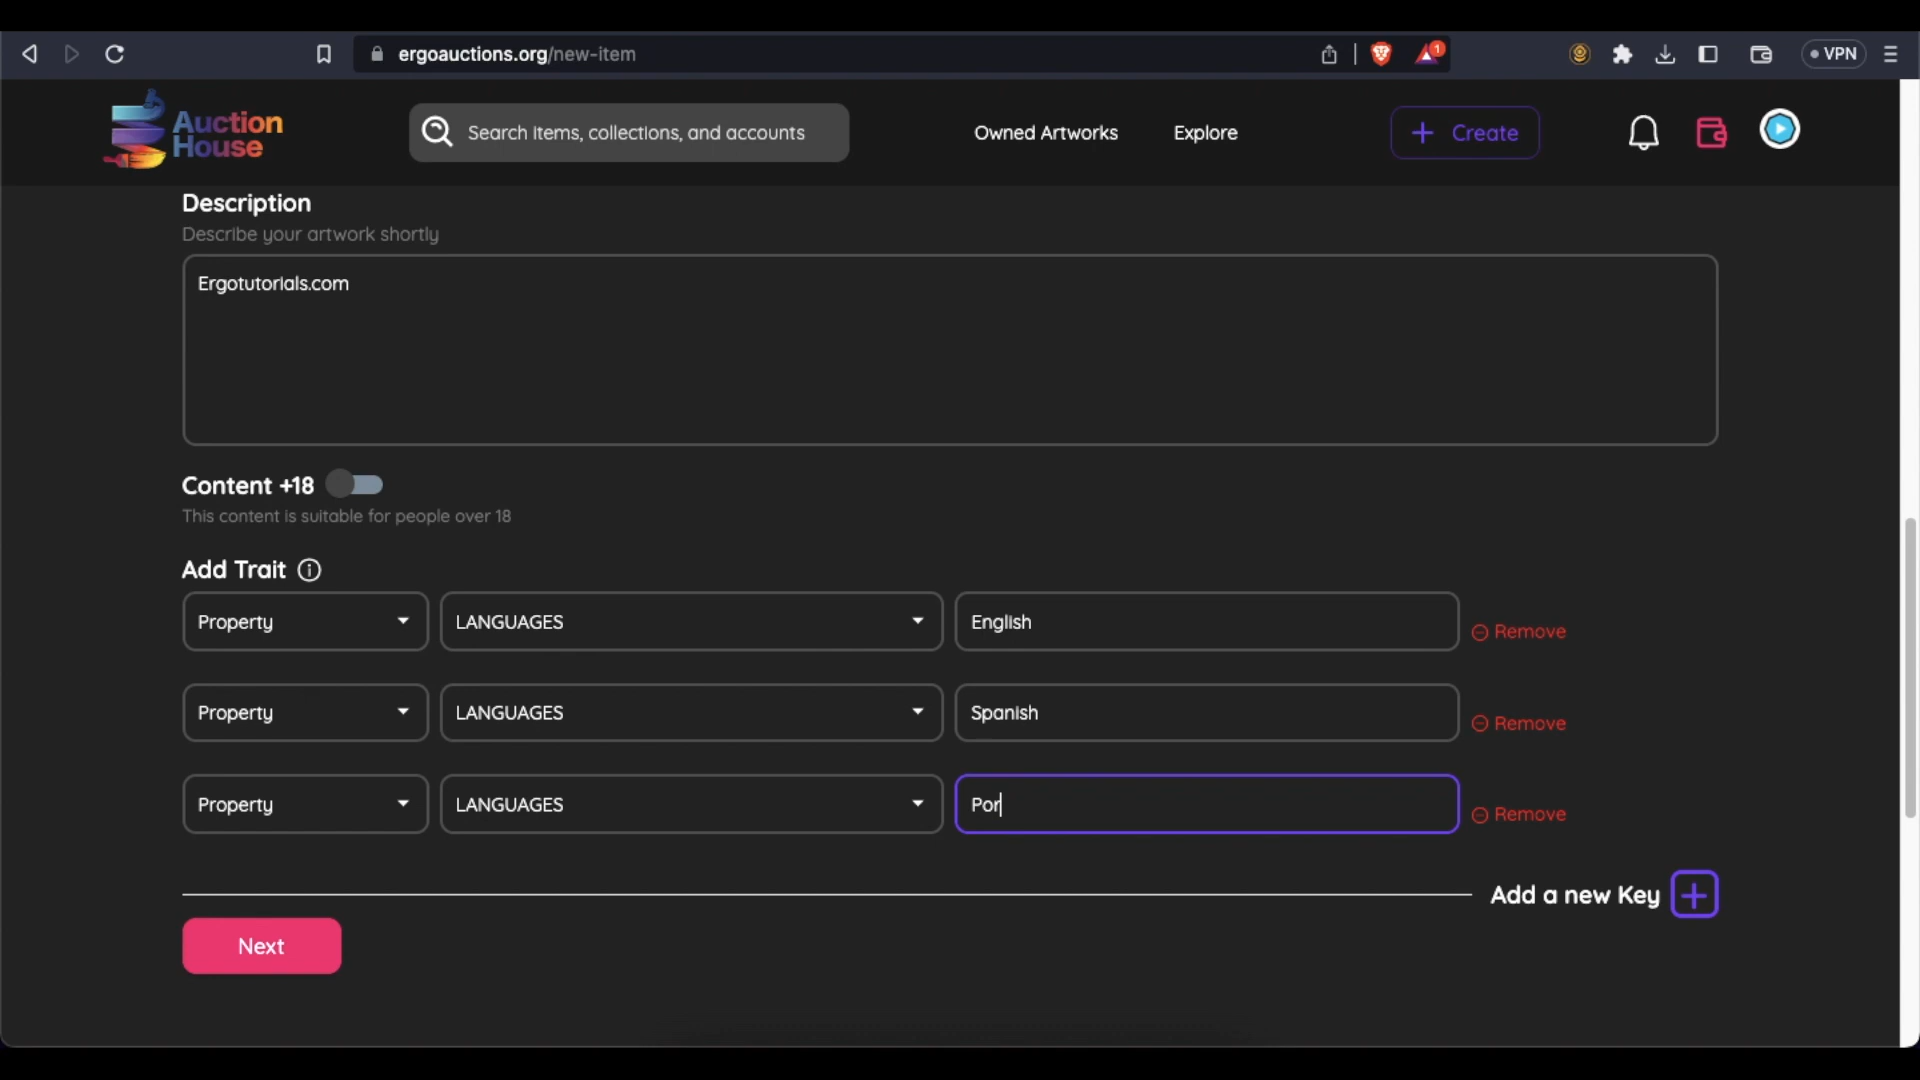 ergoauctions.org/new-item
1
VPN
Auction
House
Search items, collections, and accounts
Owned Artworks
Explore
+ Create
Description
Describe your artwork shortly
Ergotutorials.com
Content +18
This content is suitable for people over 18
Add Trait
Property
LANGUAGES
English
Remove
Property
LANGUAGES
Spanish
Remove
Property
LANGUAGES
Por
Remove
Add a new Key
Next